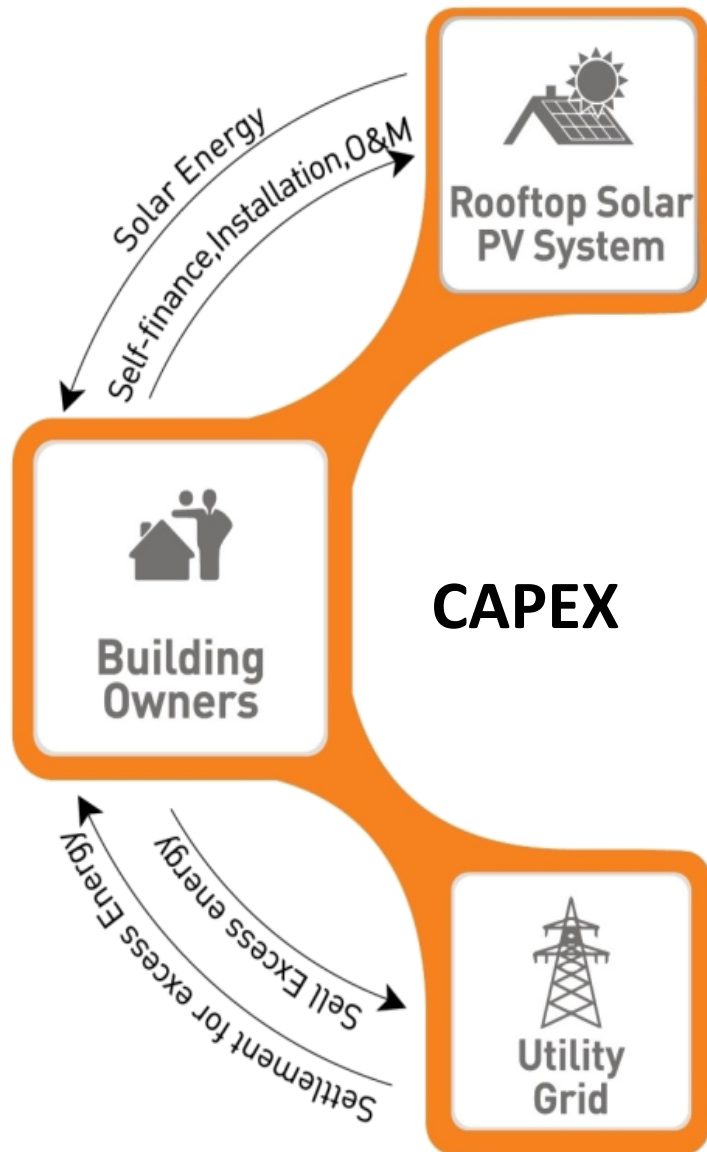 Solar Energy
Self-finance,Installation,O&M
Rooftop Solar
PV System
Building
Owners
CAPEX
Sell Excess energy
Settlement for excess Energy
Utility
Grid